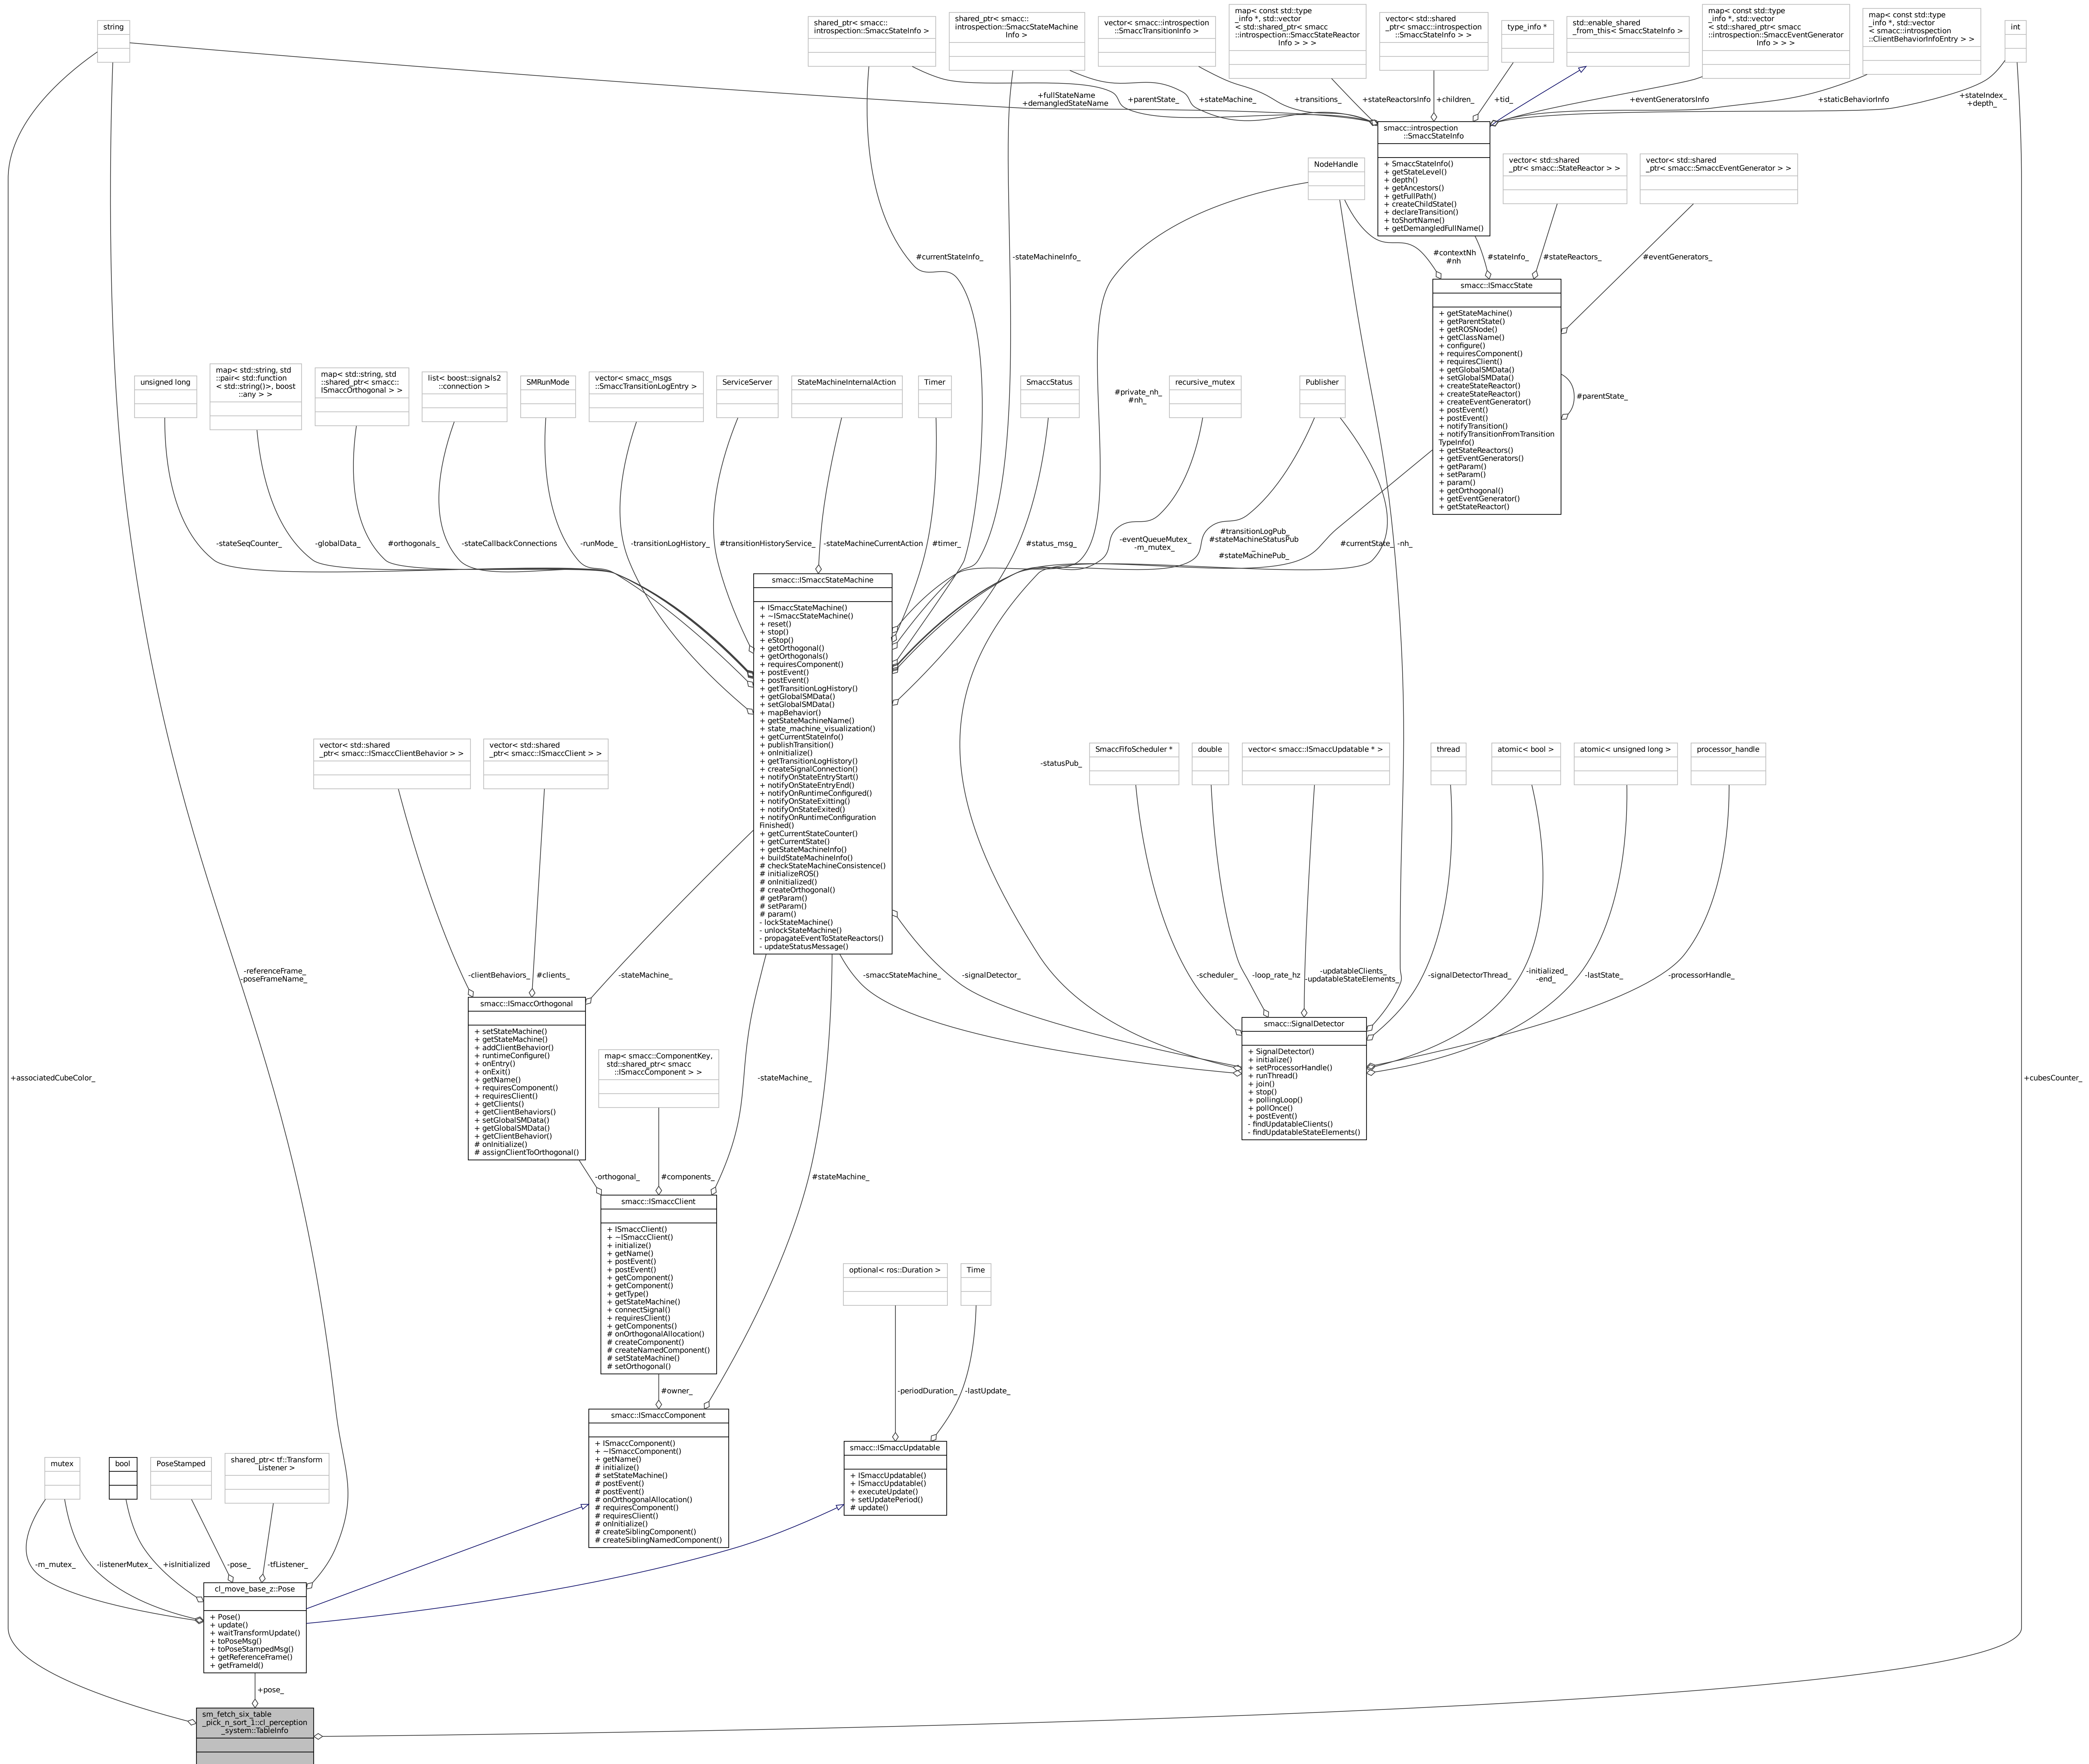 string
shared_ptr< smacc::
introspection::SmaccStateInfo >
shared_ptr< smacc::
introspection::SmaccStateMachine
Info >
vector< smacc::introspection
::SmaccTransitionInfo >
map< const std::type
_info *, std::vector
< std::shared_ptr< smacc
::introspection::SmaccStateReactor
Info > > >
vector< std::shared
_ptr< smacc::introspection
::SmaccStateInfo > >
type_info *
std::enable_shared
_from_this< SmaccStateInfo >
map< const std::type
_info *, std::vector
< std::shared_ptr< smacc
::introspection::SmaccEventGenerator
Info > > >
map< const std::type
_info *, std::vector
< smacc::introspection
::ClientBehaviorInfoEntry > >
int
+fullStateName
+demangledStateName
+parentState_
+stateMachine_
+transitions_
+stateReactorsInfo
+children_
+tid_
+eventGeneratorsInfo
+staticBehaviorInfo
+stateIndex_
+depth_
smacc::introspection
::SmaccStateInfo
+ SmaccStateInfo()
+ getStateLevel()
+ depth()
+ getAncestors()
+ getFullPath()
+ createChildState()
+ declareTransition()
+ toShortName()
+ getDemangledFullName()
NodeHandle
vector< std::shared
_ptr< smacc::StateReactor > >
vector< std::shared
_ptr< smacc::SmaccEventGenerator > >
#currentStateInfo_
-stateMachineInfo_
#contextNh
#nh
#stateInfo_
#stateReactors_
#eventGenerators_
smacc::ISmaccState
+ getStateMachine()
+ getParentState()
+ getROSNode()
+ getClassName()
+ configure()
+ requiresComponent()
+ requiresClient()
+ getGlobalSMData()
+ setGlobalSMData()
+ createStateReactor()
+ createStateReactor()
+ createEventGenerator()
+ postEvent()
+ postEvent()
+ notifyTransition()
+ notifyTransitionFromTransition
TypeInfo()
+ getStateReactors()
+ getEventGenerators()
+ getParam()
+ setParam()
+ param()
+ getOrthogonal()
+ getEventGenerator()
+ getStateReactor()
#parentState_
unsigned long
map< std::string, std
::pair< std::function
< std::string()>, boost
::any > >
map< std::string, std
::shared_ptr< smacc::
ISmaccOrthogonal > >
list< boost::signals2
::connection >
SMRunMode
vector< smacc_msgs
::SmaccTransitionLogEntry >
ServiceServer
StateMachineInternalAction
Timer
SmaccStatus
#private_nh_
#nh_
recursive_mutex
Publisher
-stateSeqCounter_
-globalData_
#orthogonals_
-stateCallbackConnections
-runMode_
-transitionLogHistory_
#transitionHistoryService_
-stateMachineCurrentAction
#timer_
#status_msg_
-eventQueueMutex_
-m_mutex_
#transitionLogPub_
#stateMachineStatusPub
_
#stateMachinePub_
#currentState_
-nh_
smacc::ISmaccStateMachine
+ ISmaccStateMachine()
+ ~ISmaccStateMachine()
+ reset()
+ stop()
+ eStop()
+ getOrthogonal()
+ getOrthogonals()
+ requiresComponent()
+ postEvent()
+ postEvent()
+ getTransitionLogHistory()
+ getGlobalSMData()
+ setGlobalSMData()
+ mapBehavior()
+ getStateMachineName()
+ state_machine_visualization()
+ getCurrentStateInfo()
+ publishTransition()
+ onInitialize()
+ getTransitionLogHistory()
+ createSignalConnection()
+ notifyOnStateEntryStart()
+ notifyOnStateEntryEnd()
+ notifyOnRuntimeConfigured()
+ notifyOnStateExitting()
+ notifyOnStateExited()
+ notifyOnRuntimeConfiguration
Finished()
+ getCurrentStateCounter()
+ getCurrentState()
+ getStateMachineInfo()
+ buildStateMachineInfo()
# checkStateMachineConsistence()
# initializeROS()
# onInitialized()
# createOrthogonal()
# getParam()
# setParam()
# param()
- lockStateMachine()
- unlockStateMachine()
- propagateEventToStateReactors()
- updateStatusMessage()
vector< std::shared
_ptr< smacc::ISmaccClientBehavior > >
vector< std::shared
_ptr< smacc::ISmaccClient > >
-statusPub_
SmaccFifoScheduler *
double
vector< smacc::ISmaccUpdatable * >
thread
atomic< bool >
atomic< unsigned long >
processor_handle
-referenceFrame_
-poseFrameName_
-clientBehaviors_
#clients_
-stateMachine_
-smaccStateMachine_
-signalDetector_
-scheduler_
-loop_rate_hz
-updatableClients_
-updatableStateElements_
-signalDetectorThread_
-initialized_
-end_
-lastState_
-processorHandle_
smacc::ISmaccOrthogonal
+ setStateMachine()
+ getStateMachine()
+ addClientBehavior()
+ runtimeConfigure()
+ onEntry()
+ onExit()
+ getName()
+ requiresComponent()
+ requiresClient()
+ getClients()
+ getClientBehaviors()
+ setGlobalSMData()
+ getGlobalSMData()
+ getClientBehavior()
# onInitialize()
# assignClientToOrthogonal()
smacc::SignalDetector
+ SignalDetector()
+ initialize()
+ setProcessorHandle()
+ runThread()
+ join()
+ stop()
+ pollingLoop()
+ pollOnce()
+ postEvent()
- findUpdatableClients()
- findUpdatableStateElements()
map< smacc::ComponentKey,
std::shared_ptr< smacc
::ISmaccComponent > >
-stateMachine_
+associatedCubeColor_
+cubesCounter_
-orthogonal_
#components_
#stateMachine_
smacc::ISmaccClient
+ ISmaccClient()
+ ~ISmaccClient()
+ initialize()
+ getName()
+ postEvent()
+ postEvent()
+ getComponent()
+ getComponent()
+ getType()
+ getStateMachine()
+ connectSignal()
+ requiresClient()
+ getComponents()
# onOrthogonalAllocation()
# createComponent()
# createNamedComponent()
# setStateMachine()
# setOrthogonal()
optional< ros::Duration >
Time
#owner_
-periodDuration_
-lastUpdate_
smacc::ISmaccComponent
+ ISmaccComponent()
+ ~ISmaccComponent()
+ getName()
# initialize()
# setStateMachine()
# postEvent()
# postEvent()
# onOrthogonalAllocation()
# requiresComponent()
# requiresClient()
# onInitialize()
# createSiblingComponent()
# createSiblingNamedComponent()
smacc::ISmaccUpdatable
+ ISmaccUpdatable()
+ ISmaccUpdatable()
+ executeUpdate()
+ setUpdatePeriod()
# update()
mutex
bool
PoseStamped
shared_ptr< tf::Transform
Listener >
-m_mutex_
-listenerMutex_
+isInitialized
-pose_
-tfListener_
cl_move_base_z::Pose
+ Pose()
+ update()
+ waitTransformUpdate()
+ toPoseMsg()
+ toPoseStampedMsg()
+ getReferenceFrame()
+ getFrameId()
+pose_
sm_fetch_six_table
_pick_n_sort_1::cl_perception
_system::TableInfo